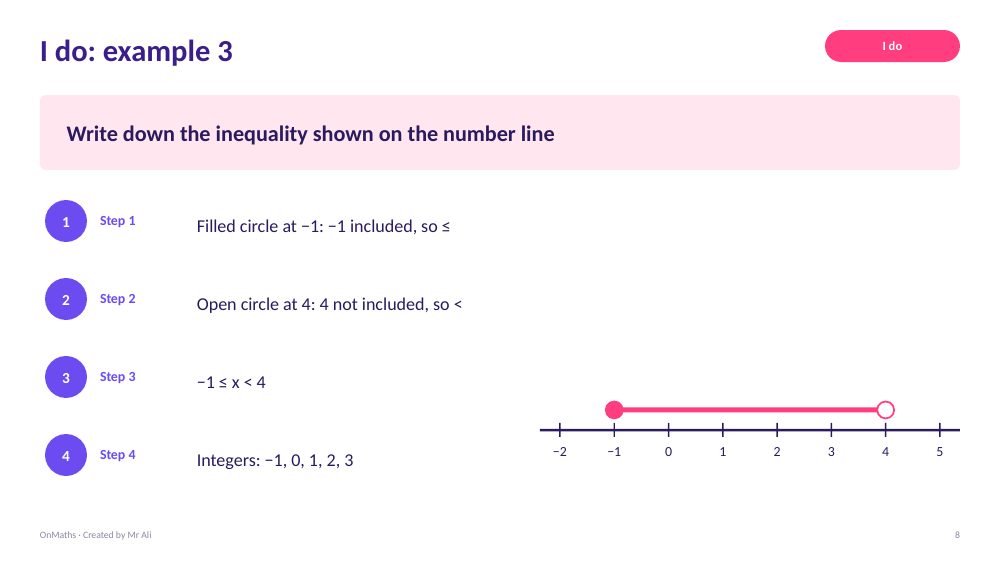 I do: example 3
I do
Write down the inequality shown on the number line
1 Step 1 Filled circle at −1: −1 included, so ≤
2 Step 2 Open circle at 4: 4 not included, so <
3 Step 3 −1 ≤ x < 4
4 Step 4 Integers: −1, 0, 1, 2, 3
−2 −1 0 1 2 3 4 5
OnMaths · Created by Mr Ali
8